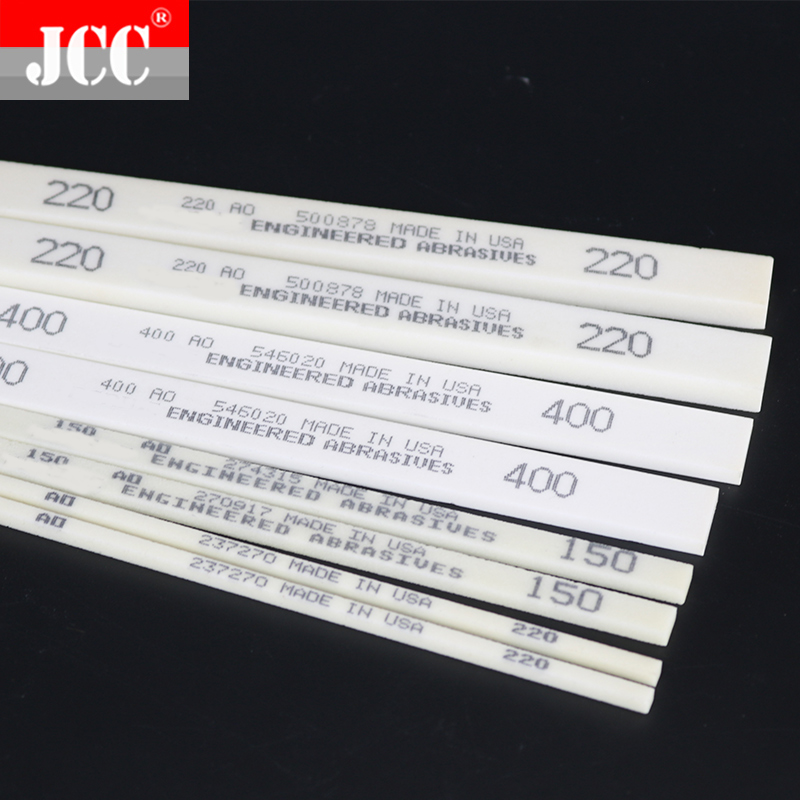 JCC®
220 220 AO 500878 MADE IN USA
ENGINEERED ABRASIVES 220
220 220 AO 500878 MADE IN USA
ENGINEERED ABRASIVES 220
400 400 AO 546020 MADE IN USA
ENGINEERED ABRASIVES 400
00 400 AO 546020 MADE IN USA
ENGINEERED ABRASIVES 400
150 AO 274315 MADE IN USA
ENGINEERED ABRASIVES 150
150 AO 270917 MADE IN USA
ENGINEERED ABRASIVES 150
AO 237270 MADE IN USA 220
AO 237270 MADE IN USA 220